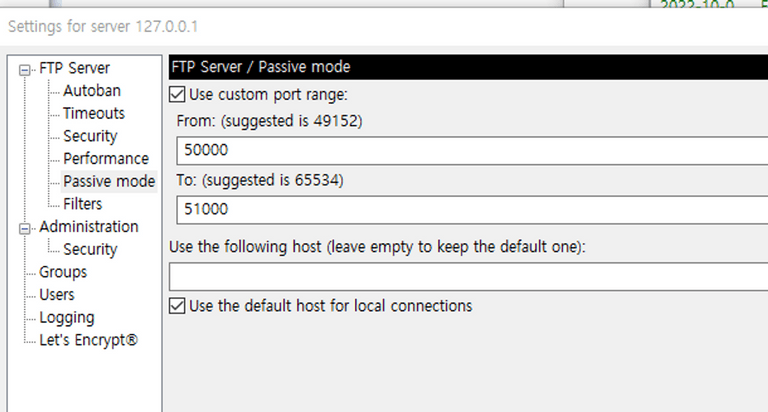 2022-10-0
Settings for server 127.0.0.1
FTP Server
Autoban
Timeouts
Security
Performance
Passive mode
Filters
Administration
Security
Groups
Users
Logging
Let's Encrypt®
FTP Server / Passive mode
Use custom port range:
From: (suggested is 49152)
50000
To: (suggested is 65534)
51000
Use the following host (leave empty to keep the default one):
Use the default host for local connections